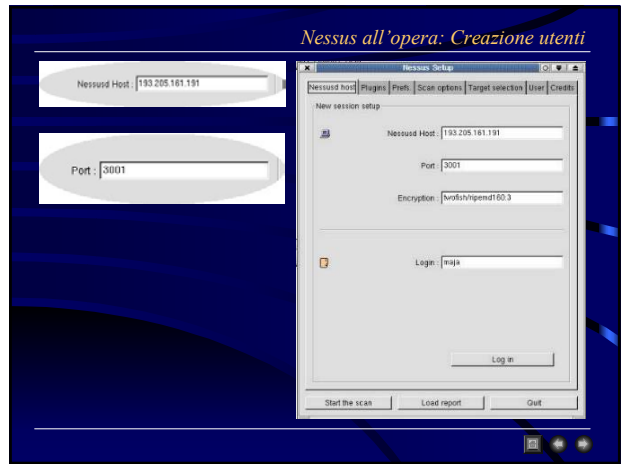 Nessus all'opera: Creazione utenti
Nessusd Host : 193.205.161.191
Port : 3001
Nessus Setup
Nessusd host Plugins Prefs. Scan options Target selection User Credits
New session setup
Nessusd Host : 193.205.161.191
Port : 3001
Encryption : twofish/ripemd160:3
Login : maja
Log in
Start the scan Load report Quit